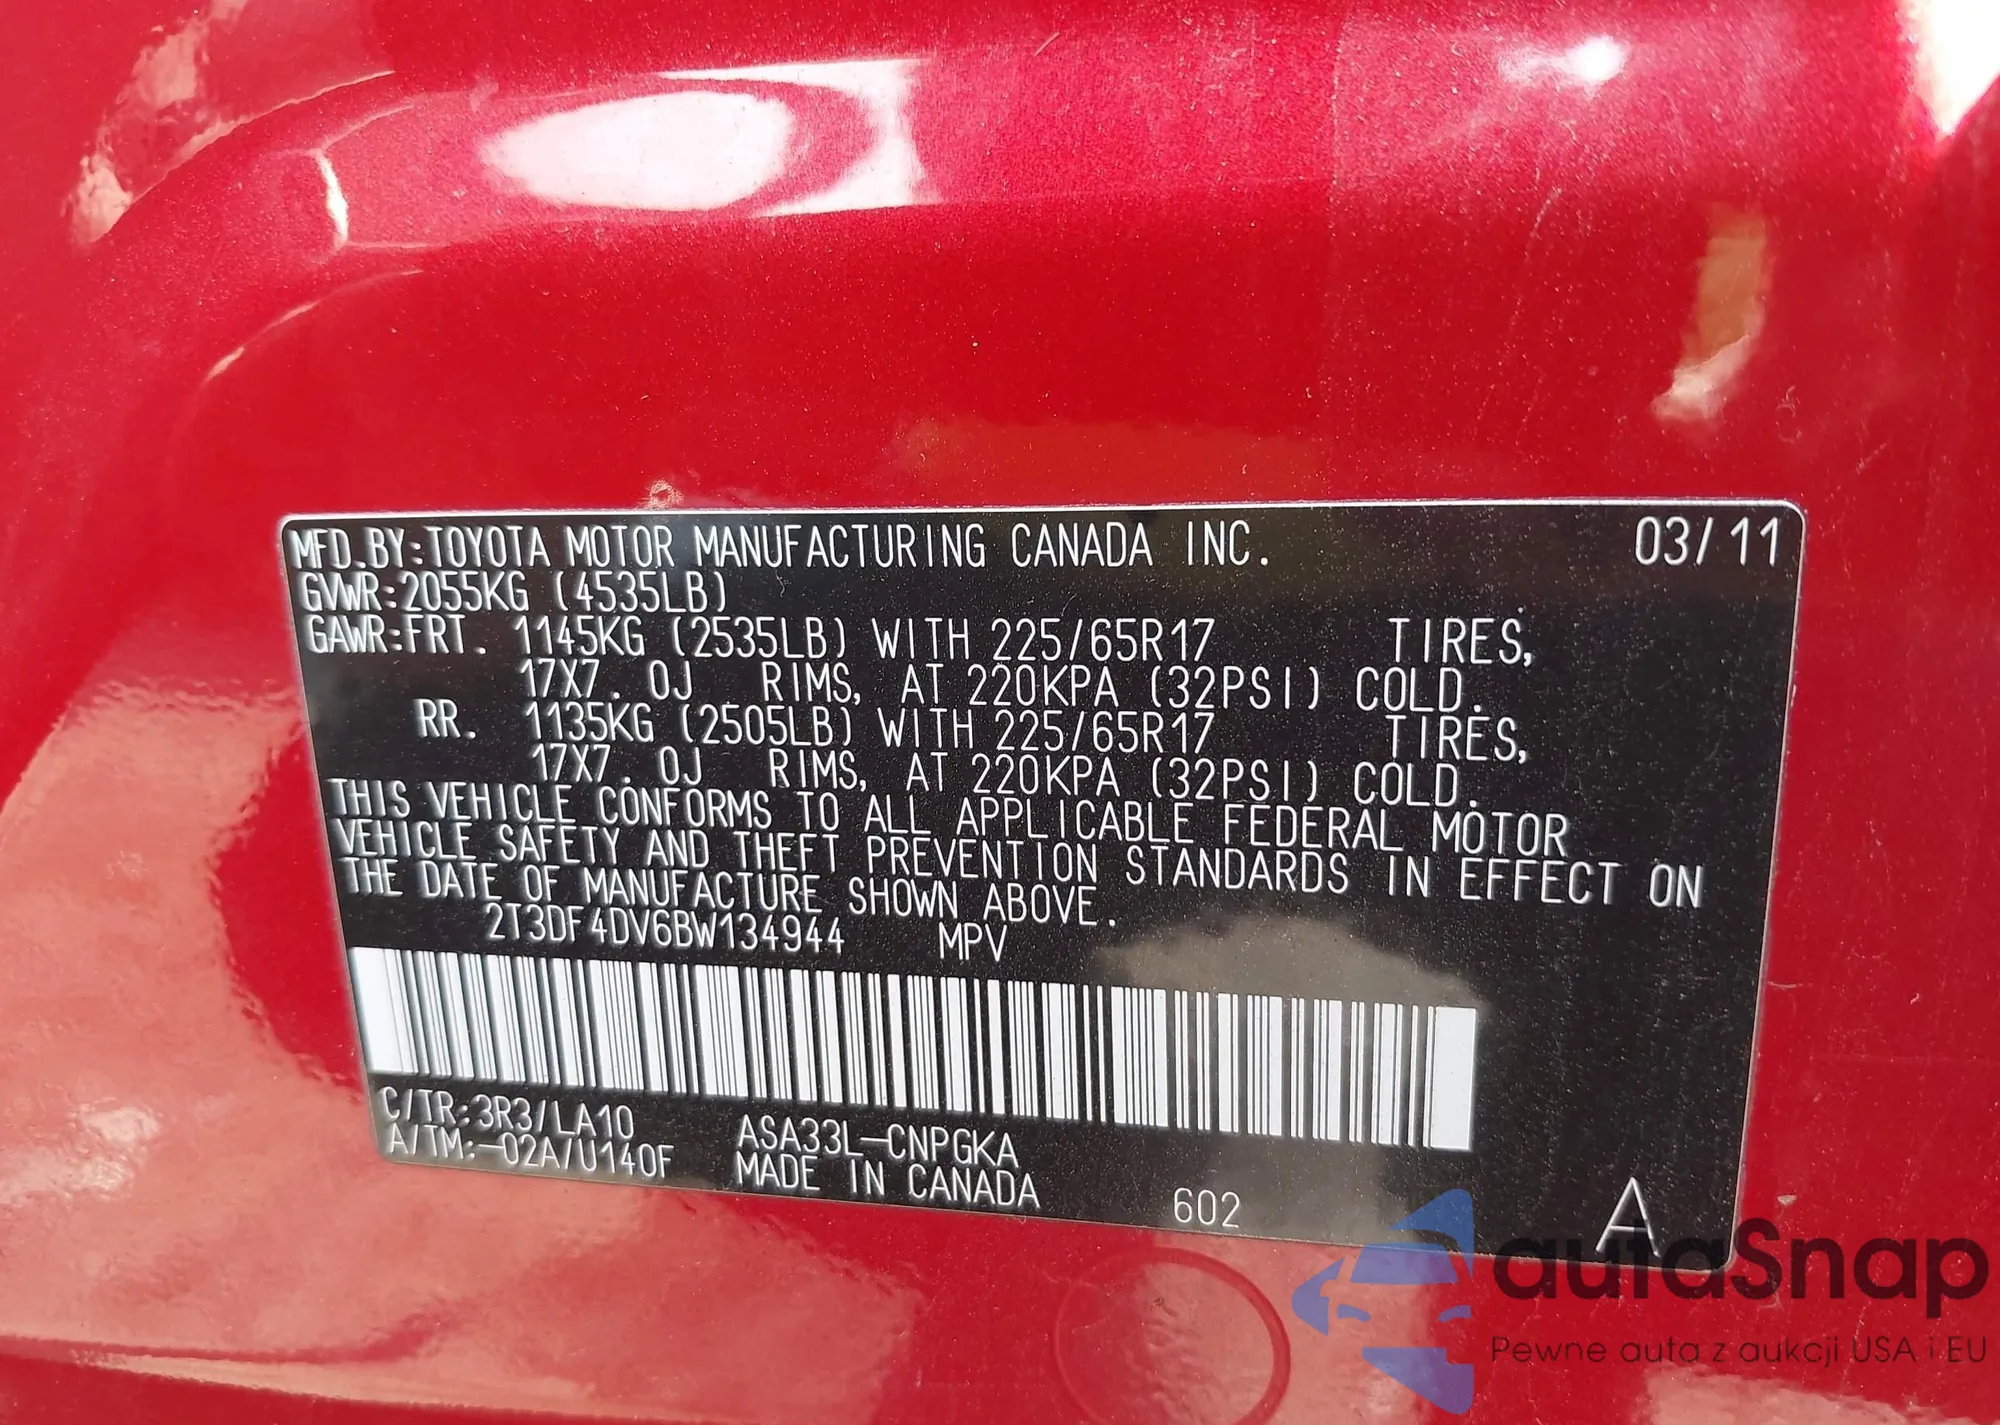 MFD.BY:TOYOTA MOTOR MANUFACTURING CANADA INC. 03/11
GVWR:2055KG (4535LB)
GAWR:FRT. 1145KG (2535LB) WITH 225/65R17 TIRES,
17X7.0J RIMS, AT 220KPA (32PSI) COLD.
RR. 1135KG (2505LB) WITH 225/65R17 TIRES,
17X7.0J RIMS, AT 220KPA (32PSI) COLD.
THIS VEHICLE CONFORMS TO ALL APPLICABLE FEDERAL MOTOR
VEHICLE SAFETY AND THEFT PREVENTION STANDARDS IN EFFECT ON
THE DATE OF MANUFACTURE SHOWN ABOVE.
2T3DF4DV6BW134944 MPV
C/TR:3R3/LA10 ASA33L-CNPGKA
A/TM:-02A/U140F MADE IN CANADA 602 A
autaSnap
Pewne auta z aukcji USA i EU